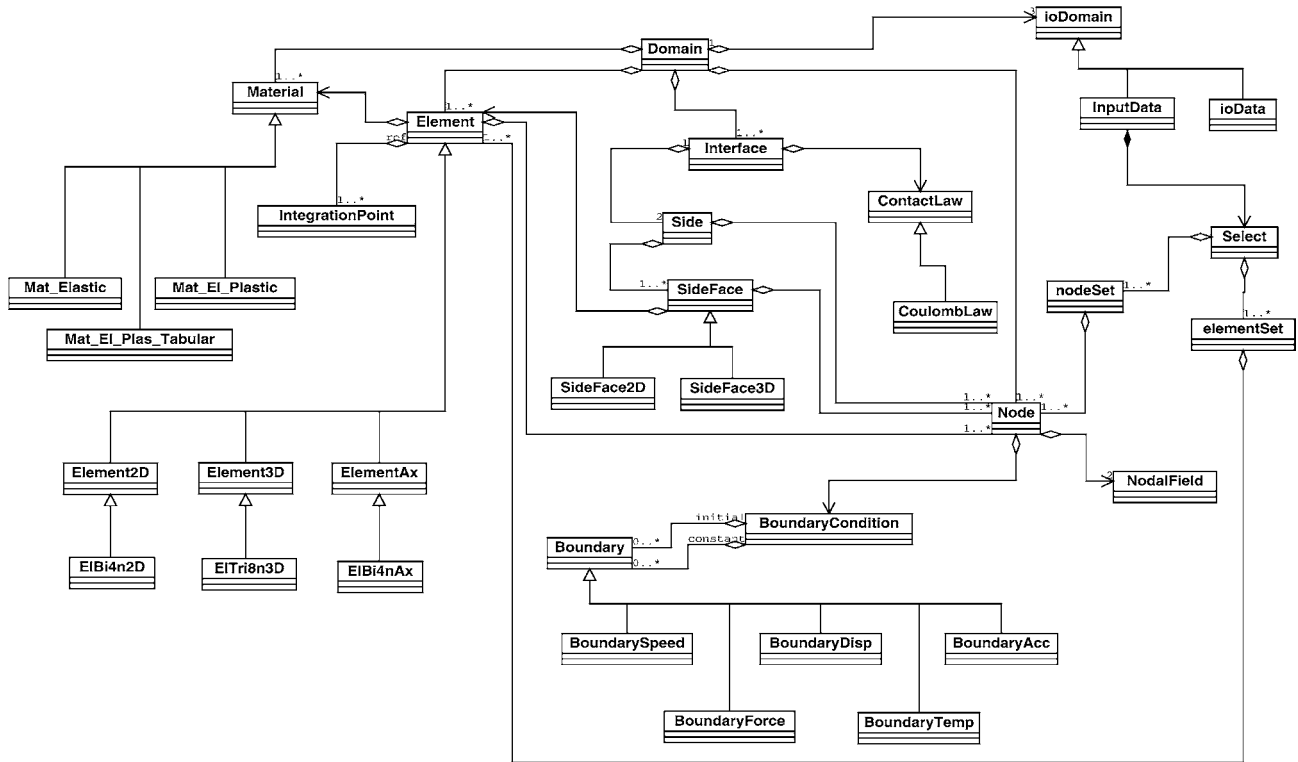 3
ioDomain
Domain
1
1..*
Material
1..*
InputData
ioData
Element
ref
1..*
1
Interface
1..*
IntegrationPoint
ContactLaw
2
Side
Select
Mat_Elastic
Mat_El_Plastic
1..*
SideFace
nodeSet
1..*
CoulombLaw
1..*
elementSet
Mat_El_Plas_Tabular
SideFace2D
SideFace3D
1..*
1..*
1..*
Node
1..*
1..*
Element2D
Element3D
ElementAx
2
NodalField
initial
BoundaryCondition
constant
0..*
Boundary
0..*
ElBi4n2D
ElTri8n3D
ElBi4nAx
BoundarySpeed
BoundaryDisp
BoundaryAcc
BoundaryForce
BoundaryTemp